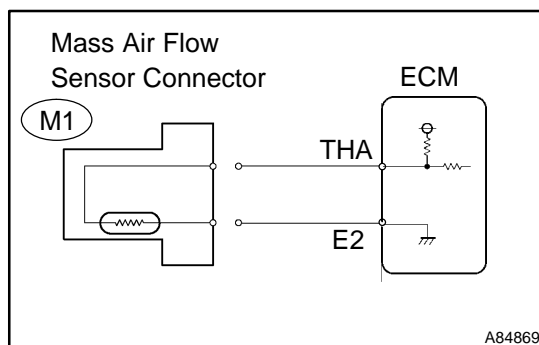 Mass Air Flow
Sensor Connector
ECM
M1
THA
E2
A84869